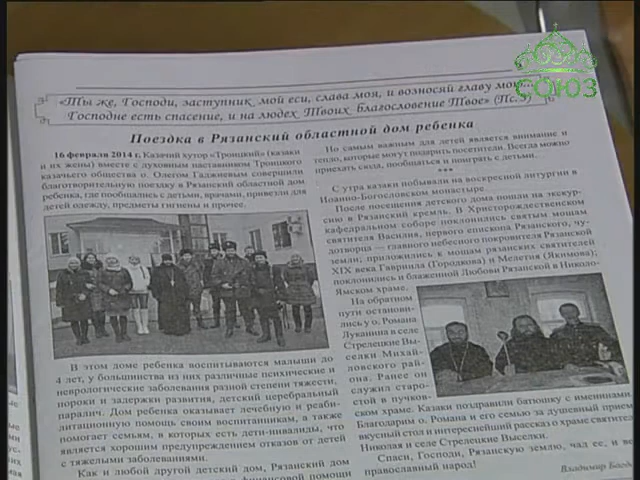 СОЮЗ
«Ты же, Господи, заступник мой еси, слава моя, и возносяй главу мою...
Господне есть спасение, и на людех Твоих благословение Твое» (Пс.3)
Поездка в Рязанский областной дом ребенка
16 февраля 2014 г. Казачий хутор «Троицкий» (казаки
и их жены) вместе с духовным наставником Троицкого
казачьего общества о. Олегом Гаджиевым совершили
благотворительную поездку в Рязанский областной дом
ребенка, где пообщались с детьми, врачами, привезли для
детей одежду, предметы гигиены и прочее.
В этом доме ребенка воспитываются малыши до
4 лет, у большинства из них различные психические и
неврологические заболевания разной степени тяжести,
пороки и задержки развития, детский церебральный
паралич. Дом ребенка оказывает лечебную и реаби-
литационную помощь своим воспитанникам, а также
помогает семьям, в которых есть дети-инвалиды, что
является хорошим предупреждением отказов от детей
с тяжелыми заболеваниями.
Как и любой другой детский дом, Рязанский дом
финансовой помощи
Но самым важным для детей является внимание и
тепло, которые могут подарить посетители. Всегда можно
приехать сюда, пообщаться и поиграть с детьми.
***
С утра казаки побывали на воскресной литургии в
Иоанно-Богословском монастыре.
После посещения детского дома пошли на экскур-
сию в Рязанский кремль. В Христорождественском
кафедральном соборе поклонились святым мощам
святителя Василия, первого епископа Рязанского, чу-
дотворца — главного небесного покровителя Рязанской
земли; приложились к мощам рязанских святителей
XIX века Гавриила (Городкова) и Мелетия (Якимова);
поклонились и блаженной Любови Рязанской в Николо-
Ямском храме.
На обратном
пути останови-
лись у о. Романа
Луканина в селе
Стрелецкие Вы-
селки Михай-
ловского райо-
на. Ранее он
служил старо-
стой в пучков-
ском храме. Казаки поздравили батюшку с именинами.
Благодарим о. Романа и его семью за душевный прием,
вкусный стол и интереснейший рассказ о храме святителя
Николая и селе Стрелецкие Выселки.
Спаси, Господи, Рязанскую землю, чад ее, и ве
православный народ!
Владимир